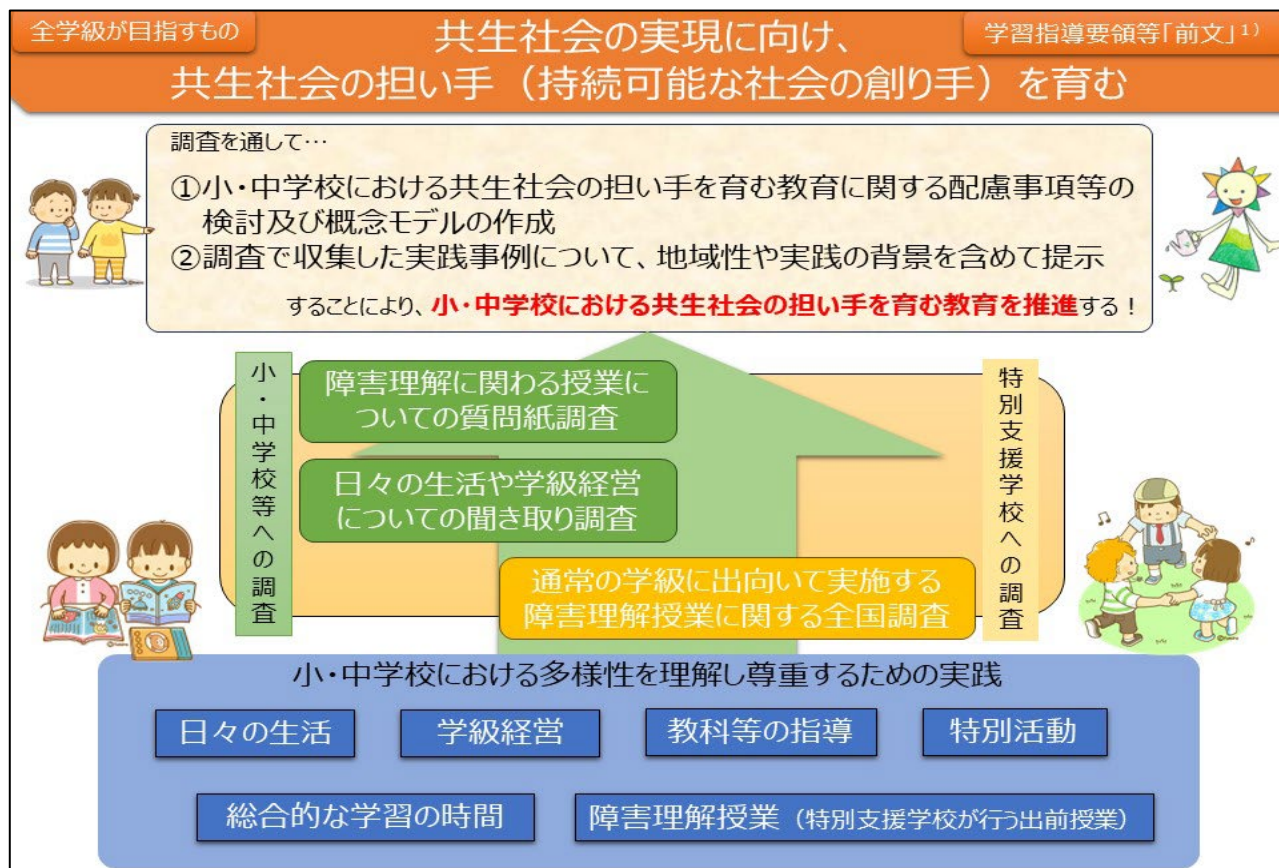 全学級が目指すもの
学習指導要領等「前文」1)
共生社会の実現に向け、
共生社会の担い手（持続可能な社会の創り手）を育む
調査を通して…
①小・中学校における共生社会の担い手を育む教育に関する配慮事項等の
検討及び概念モデルの作成
②調査で収集した実践事例について、地域性や実践の背景を含めて提示
することにより、小・中学校における共生社会の担い手を育む教育を推進する！
小・中学校等への調査
障害理解に関わる授業に
ついての質問紙調査
日々の生活や学級経営
についての聞き取り調査
通常の学級に出向いて実施する
障害理解授業に関する全国調査
特別支援学校への調査
小・中学校における多様性を理解し尊重するための実践
日々の生活
学級経営
教科等の指導
特別活動
総合的な学習の時間
障害理解授業（特別支援学校が行う出前授業）